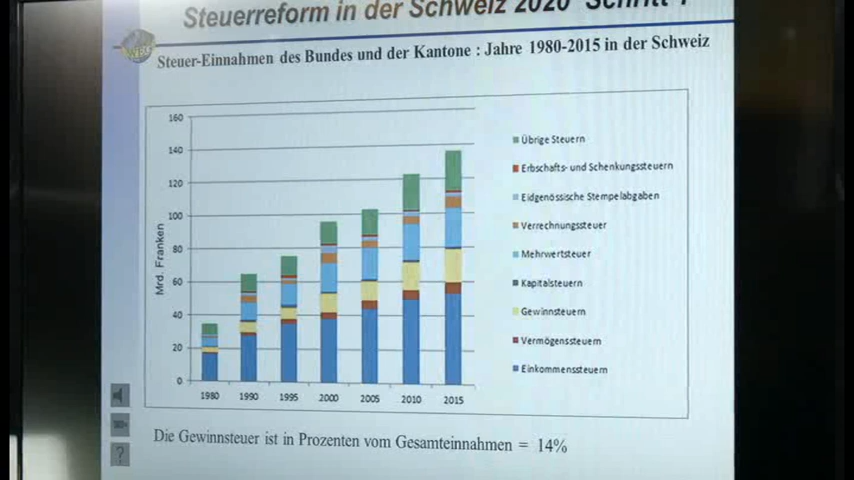 Steuerreform in der Schweiz 2020 Schritt 1
WEG
Steuer-Einnahmen des Bundes und der Kantone : Jahre 1980-2015 in der Schweiz
160
140
120
100
80
60
40
20
0
Mrd. Franken
1980 1990 1995 2000 2005 2010 2015
Übrige Steuern
Erbschafts- und Schenkungssteuern
Eidgenössische Stempelabgaben
Verrechnungssteuer
Mehrwertsteuer
Kapitalsteuern
Gewinnsteuern
Vermögenssteuern
Einkommenssteuern
Die Gewinnsteuer ist in Prozenten vom Gesamteinnahmen = 14%
?